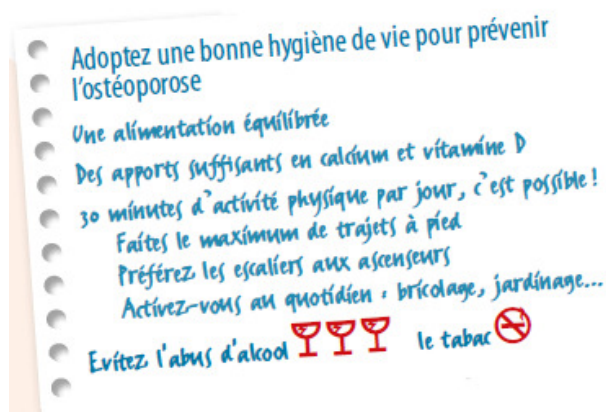 Adoptez une bonne hygiène de vie pour prévenir
l'ostéoporose
Une alimentation équilibrée
Des apports suffisants en calcium et vitamine D
30 minutes d'activité physique par jour, c'est possible !
Faites le maximum de trajets à pied
Préférez les escaliers aux ascenseurs
Activez-vous au quotidien : bricolage, jardinage...
Evitez l'abus d'alcool le tabac